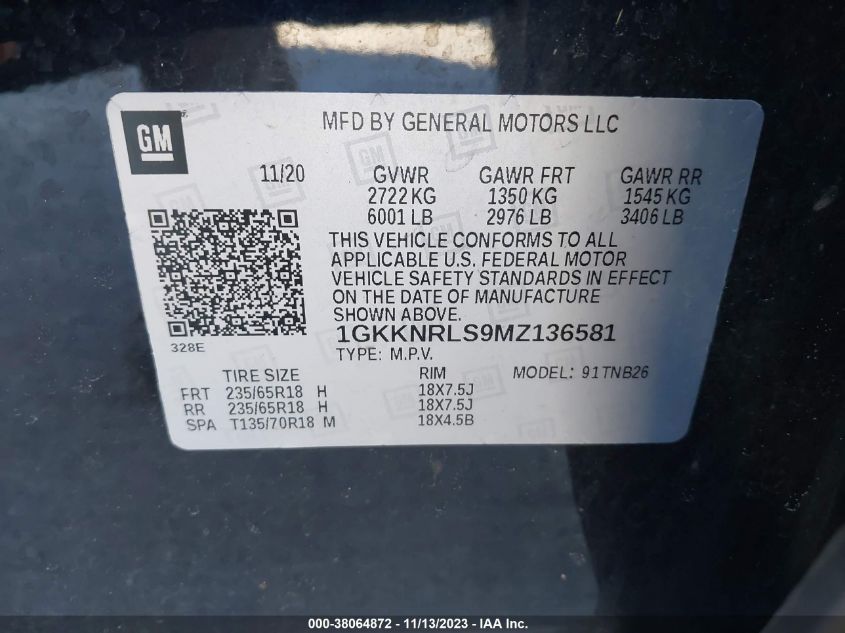 GM
MFD BY GENERAL MOTORS LLC
11/20 GVWR GAWR FRT GAWR RR
2722 KG 1350 KG 1545 KG
6001 LB 2976 LB 3406 LB
THIS VEHICLE CONFORMS TO ALL
APPLICABLE U.S. FEDERAL MOTOR
VEHICLE SAFETY STANDARDS IN EFFECT
ON THE DATE OF MANUFACTURE
SHOWN ABOVE.
1GKKNRLS9MZ136581
328E
TYPE: M.P.V.
TIRE SIZE RIM MODEL: 91TNB26
FRT 235/65R18 H 18X7.5J
RR 235/65R18 H 18X7.5J
SPA T135/70R18 M 18X4.5B
000-38064872 - 11/13/2023 - IAA Inc.